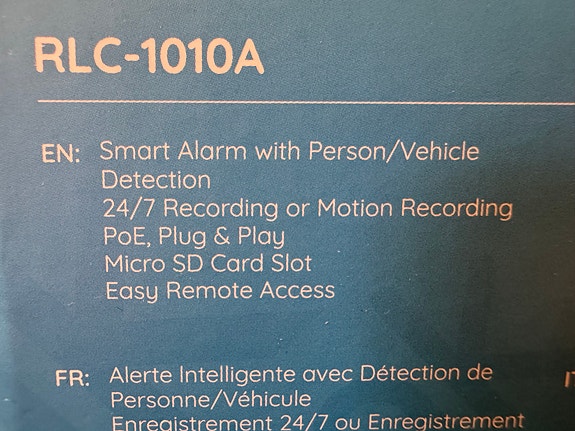 RLC-1010A
EN: Smart Alarm with Person/Vehicle
Detection
24/7 Recording or Motion Recording
PoE, Plug & Play
Micro SD Card Slot
Easy Remote Access
FR: Alerte Intelligente avec Détection de
Personne/Véhicule
Enregistrement 24/7 ou Enregistrement